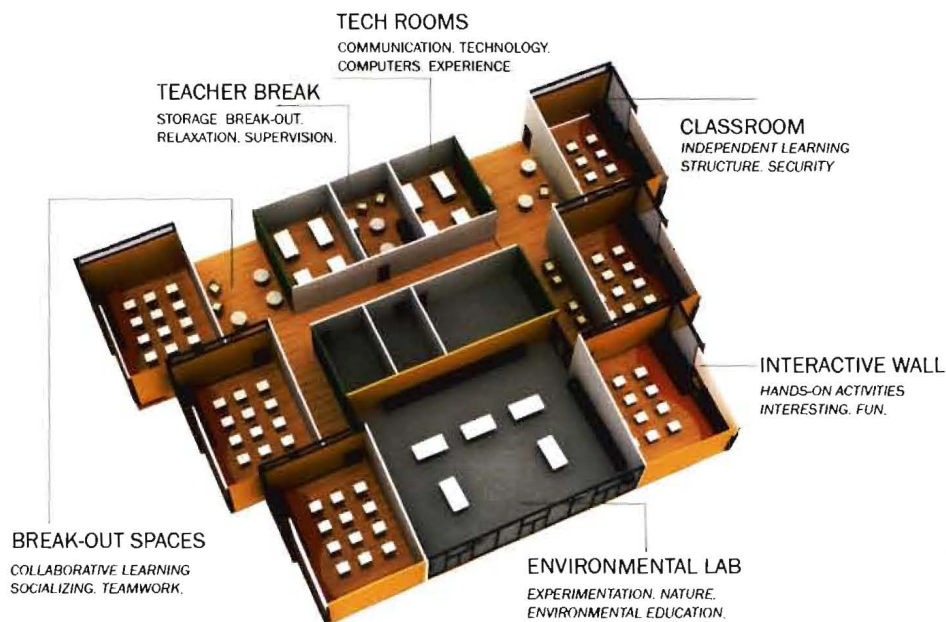 TECH ROOMS
COMMUNICATION. TECHNOLOGY.
COMPUTERS. EXPERIENCE
TEACHER BREAK
STORAGE BREAK-OUT.
RELAXATION. SUPERVISION.
CLASSROOM
INDEPENDENT LEARNING
STRUCTURE. SECURITY
INTERACTIVE WALL
HANDS-ON ACTIVITIES
INTERESTING. FUN.
BREAK-OUT SPACES
COLLABORATIVE LEARNING
SOCIALIZING. TEAMWORK.
ENVIRONMENTAL LAB
EXPERIMENTATION. NATURE.
ENVIRONMENTAL EDUCATION.